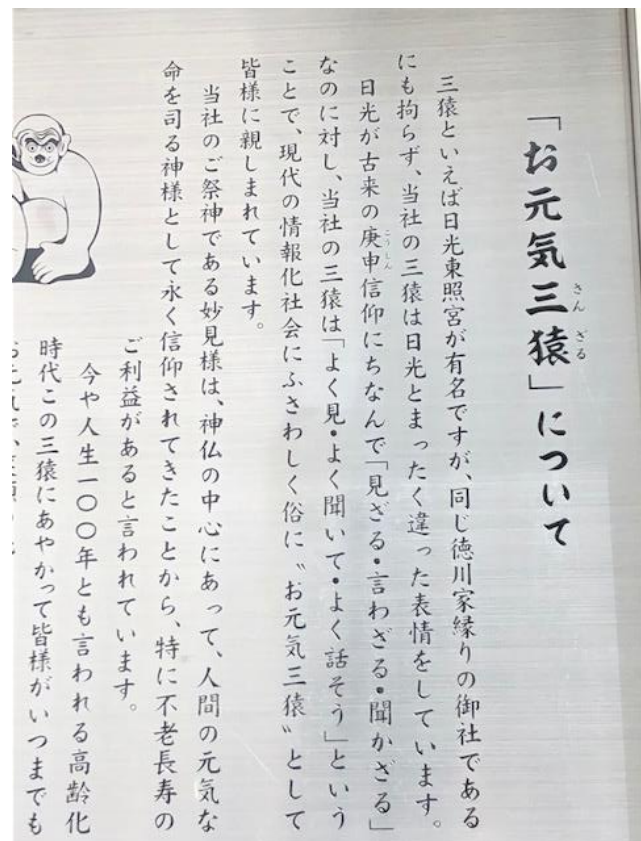 「お元気三猿」について
さんざる
三猿といえば日光東照宮が有名ですが、同じ徳川家縁りの御社である
にも拘らず、当社の三猿は日光とまったく違った表情をしています。
日光が古来の庚申信仰にちなんで「見ざる・言わざる・聞かざる」
こうしん
なのに対し、当社の三猿は「よく見・よく聞いて・よく話そう」という
ことで、現代の情報化社会にふさわしく俗に〝お元気三猿〟として
皆様に親しまれています。
当社のご祭神である妙見様は、神仏の中心にあって、人間の元気な
命を司る神様として永く信仰されてきたことから、特に不老長寿の
ご利益があると言われています。
今や人生一〇〇年とも言われる高齢化
時代この三猿にあやかって皆様がいつまでも